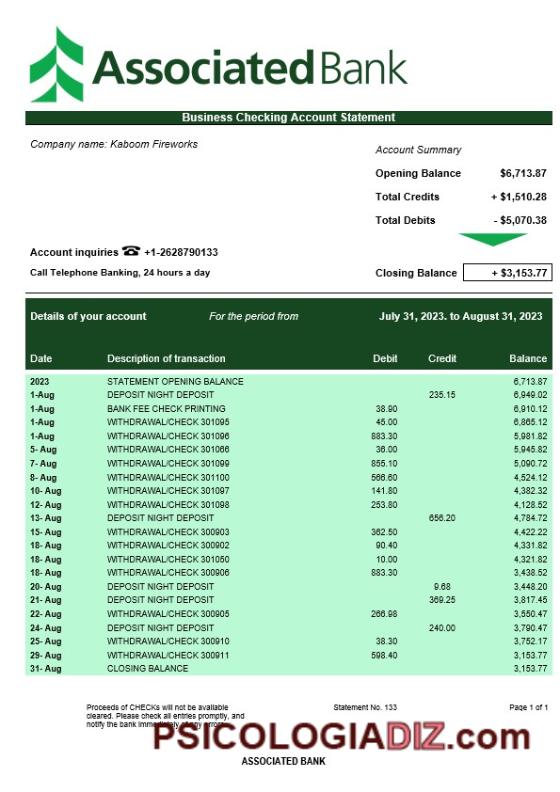 AssociatedBank
Business Checking Account Statement
Company name: Kaboom Fireworks
Account Summary
Opening Balance $6,713.87
Total Credits + $1,510.28
Total Debits - $5,070.38
Account inquiries ☎ +1-2628790133
Call Telephone Banking, 24 hours a day
Closing Balance + $3,153.77
Details of your account For the period from July 31, 2023. to August 31, 2023
Date Description of transaction Debit Credit Balance
2023 STATEMENT OPENING BALANCE 6,713.87
1-Aug DEPOSIT NIGHT DEPOSIT 235.15 6,949.02
1-Aug BANK FEE CHECK PRINTING 38.90 6,910.12
1-Aug WITHDRAWAL/CHECK 301095 45.00 6,865.12
1-Aug WITHDRAWAL/CHECK 301096 883.30 5,981.82
5- Aug WITHDRAWAL/CHECK 301066 36.00 5,945.82
7- Aug WITHDRAWAL/CHECK 301099 855.10 5,090.72
8- Aug WITHDRAWAL/CHECK 301100 566.60 4,524.12
10- Aug WITHDRAWAL/CHECK 301097 141.80 4,382.32
12- Aug WITHDRAWAL/CHECK 301098 253.80 4,128.52
13- Aug DEPOSIT NIGHT DEPOSIT 656.20 4,784.72
15- Aug WITHDRAWAL/CHECK 300903 362.50 4,422.22
18- Aug WITHDRAWAL/CHECK 300902 90.40 4,331.82
18- Aug WITHDRAWAL/CHECK 301050 10.00 4,321.82
18- Aug WITHDRAWAL/CHECK 300906 883.30 3,438.52
20- Aug DEPOSIT NIGHT DEPOSIT 9.68 3,448.20
21- Aug DEPOSIT NIGHT DEPOSIT 369.25 3,817.45
22- Aug WITHDRAWAL/CHECK 300905 266.98 3,550.47
24- Aug DEPOSIT NIGHT DEPOSIT 240.00 3,790.47
25- Aug WITHDRAWAL/CHECK 300910 38.30 3,752.17
29- Aug WITHDRAWAL/CHECK 300911 598.40 3,153.77
31- Aug CLOSING BALANCE 3,153.77
Proceeds of CHECKs will not be available Statement No. 133 Page 1 of 1
cleared. Please check all entries promptly, and
notify the bank immediately of any errors
PSICOLOGIADIZ.com
ASSOCIATED BANK